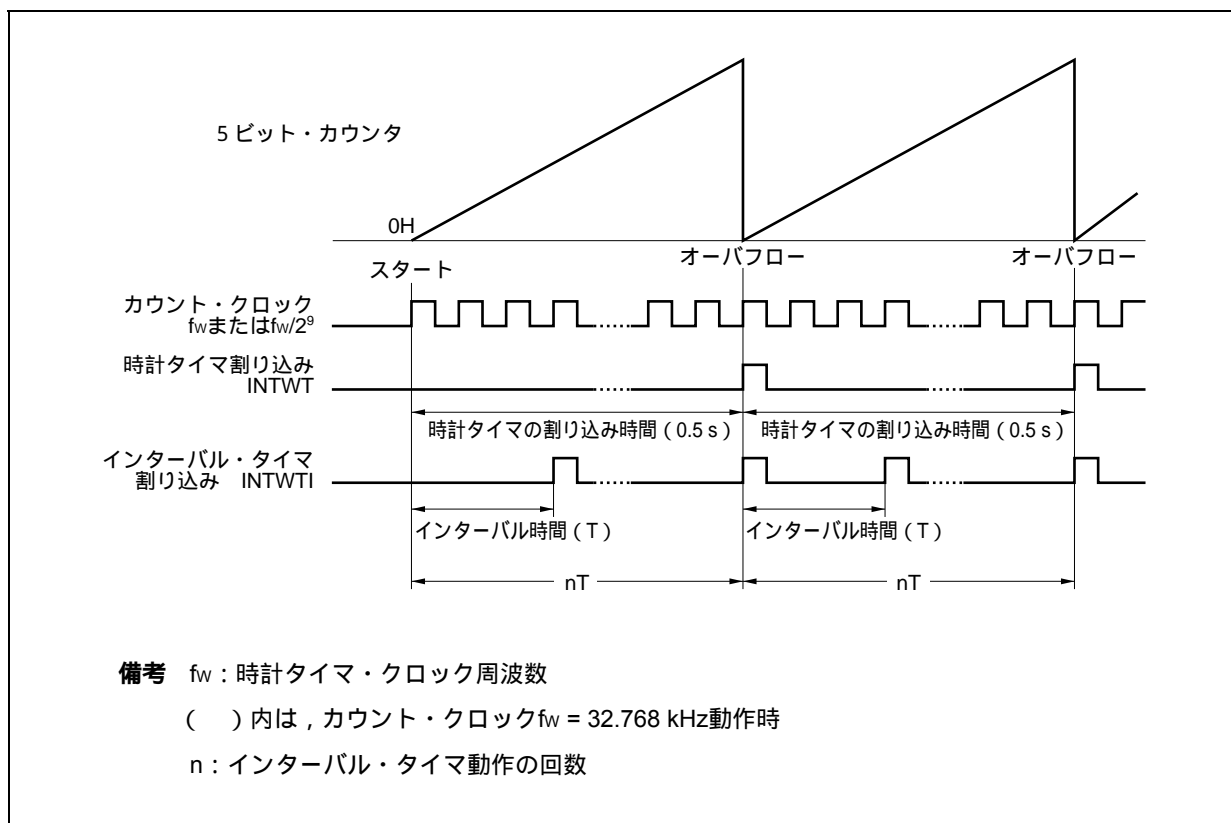 5 ビット・カウンタ
0H
スタート
オーバフロー
オーバフロー
カウント・クロック
fwまたはfw/2⁹
時計タイマ割り込み
INTWT
時計タイマの割り込み時間（0.5 s）
時計タイマの割り込み時間（0.5 s）
インターバル・タイマ
割り込み　INTWTI
インターバル時間（T）
インターバル時間（T）
nT
nT
備考　fw：時計タイマ・クロック周波数
（　）内は，カウント・クロックfw = 32.768 kHz動作時
n：インターバル・タイマ動作の回数